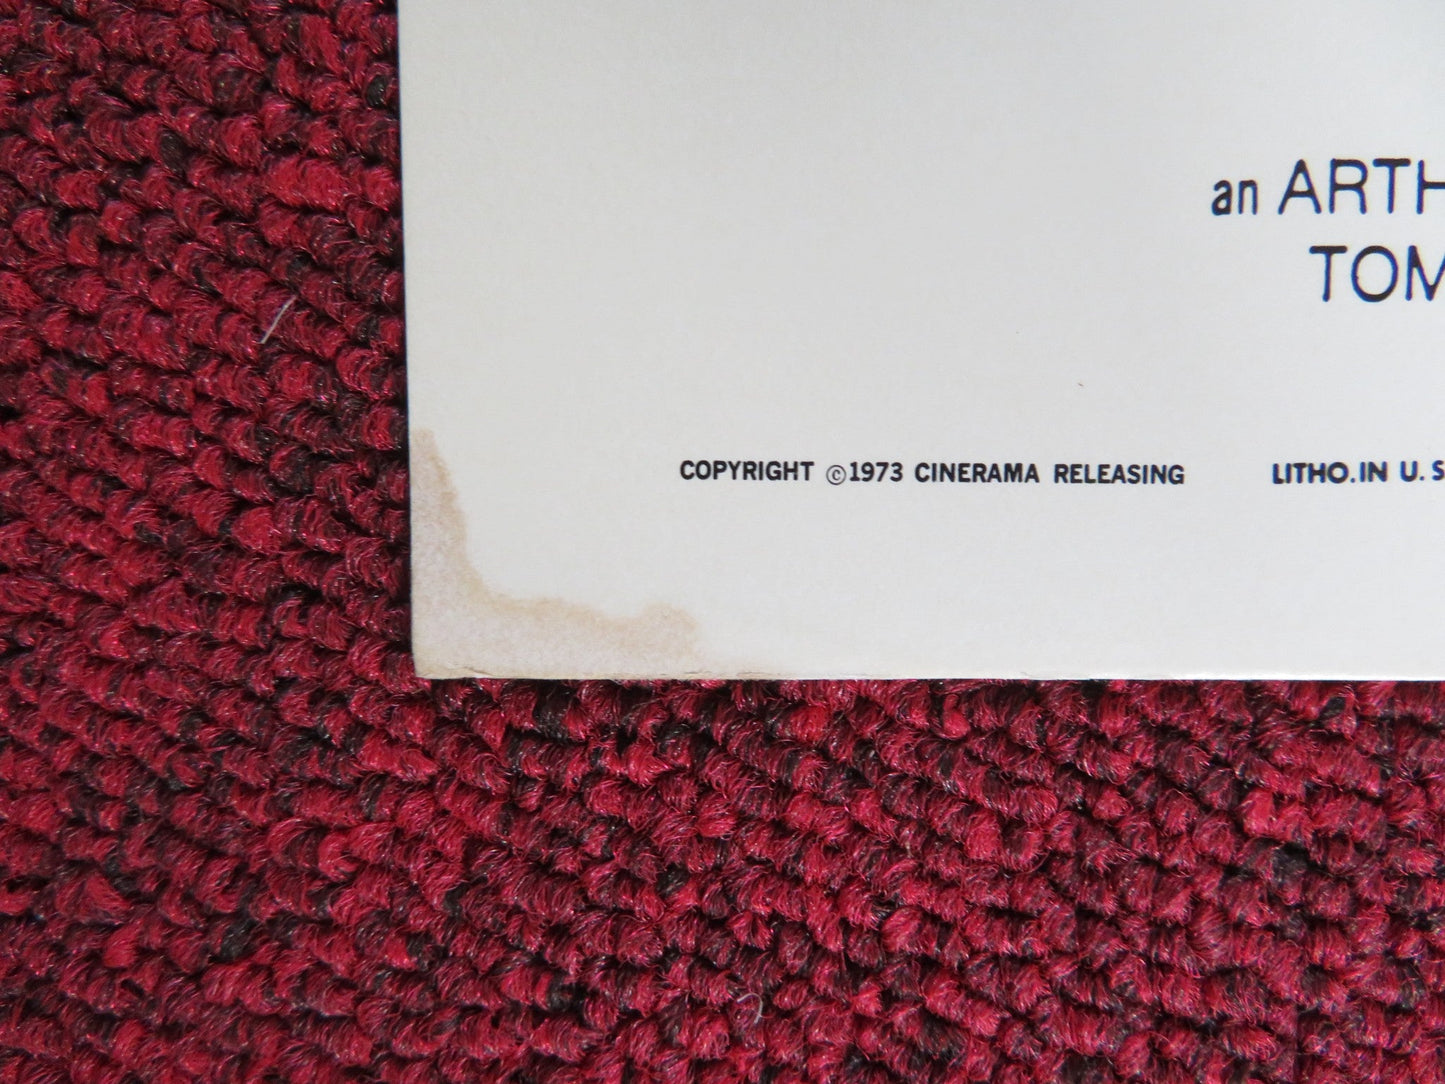 an ARTH
TOM
COPYRIGHT ©1973 CINERAMA RELEASING LITHO.IN U.S